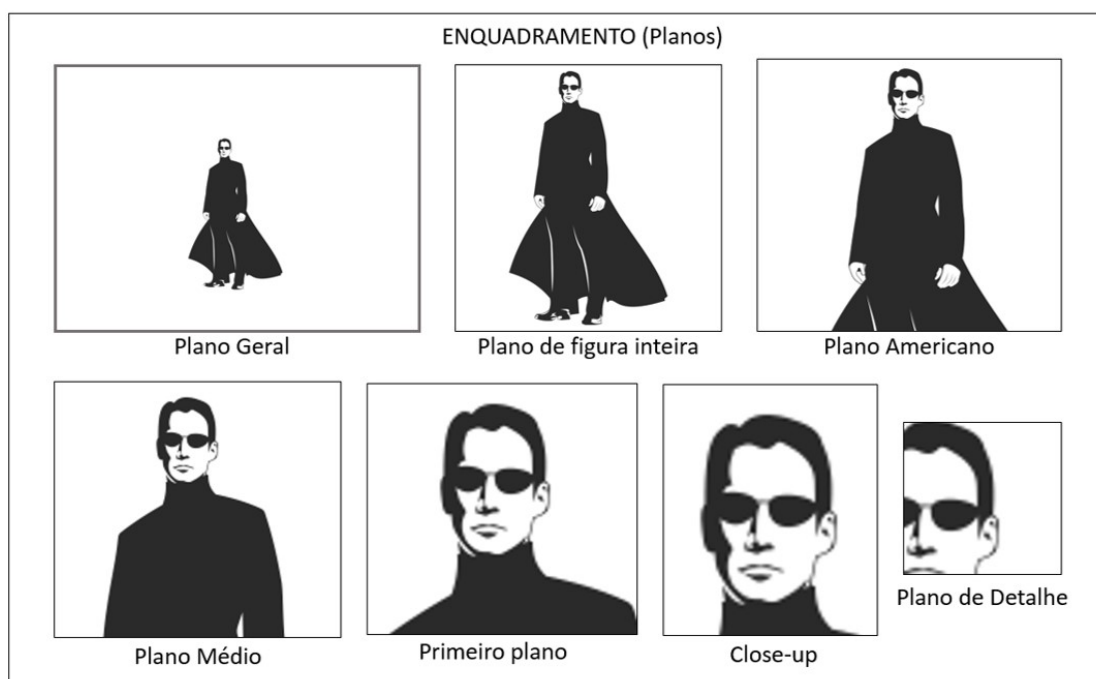 ENQUADRAMENTO (Planos)
Plano Geral
Plano de figura inteira
Plano Americano
Plano Médio
Primeiro plano
Close-up
Plano de Detalhe